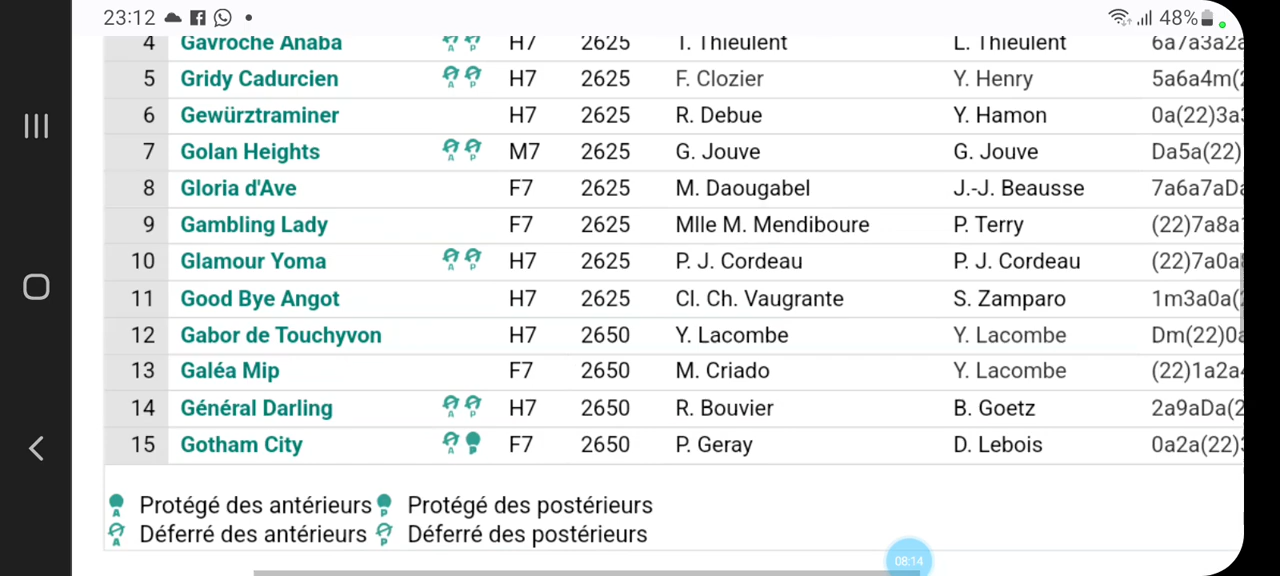 23:12 48%
4 Gavroche Anaba A P H7 2625 T. Thieulent L. Thieulent 6a7a3a2a
5 Gridy Cadurcien A P H7 2625 F. Clozier Y. Henry 5a6a4m(2
6 Gewürztraminer H7 2625 R. Debue Y. Hamon 0a(22)3a3
7 Golan Heights A P M7 2625 G. Jouve G. Jouve Da5a(22)
8 Gloria d'Ave F7 2625 M. Daougabel J.-J. Beausse 7a6a7aDa
9 Gambling Lady F7 2625 Mlle M. Mendiboure P. Terry (22)7a8a
10 Glamour Yoma A P H7 2625 P. J. Cordeau P. J. Cordeau (22)7a0a
11 Good Bye Angot H7 2625 Cl. Ch. Vaugrante S. Zamparo 1m3a0a(
12 Gabor de Touchyvon H7 2650 Y. Lacombe Y. Lacombe Dm(22)0a
13 Galéa Mip F7 2650 M. Criado Y. Lacombe (22)1a2a
14 Général Darling A P H7 2650 R. Bouvier B. Goetz 2a9aDa(2
15 Gotham City A P F7 2650 P. Geray D. Lebois 0a2a(22)
A Protégé des antérieurs P Protégé des postérieurs
A Déferré des antérieurs P Déferré des postérieurs
08:14